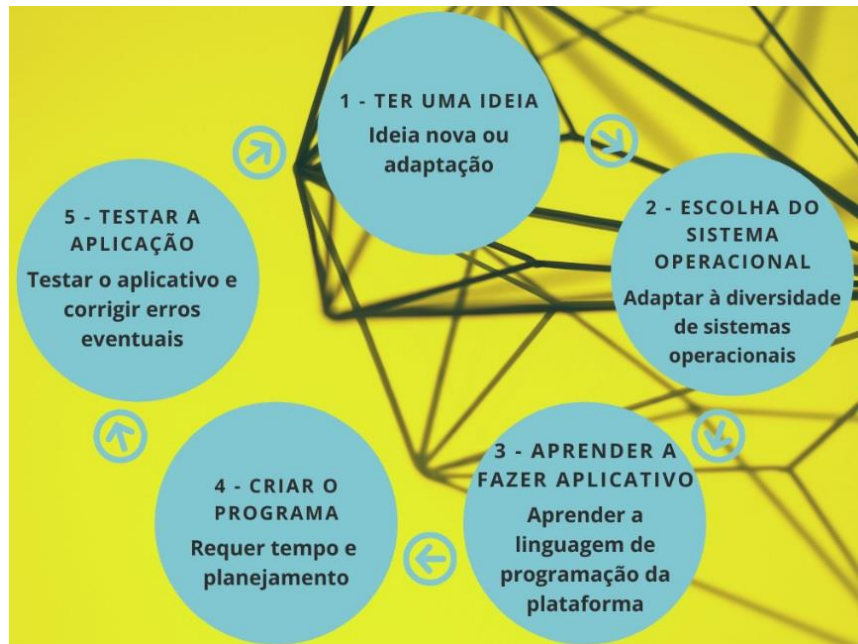 1 - TER UMA IDEIA
Ideia nova ou
adaptação
2 - ESCOLHA DO
SISTEMA
OPERACIONAL
Adaptar à diversidade
de sistemas
operacionais
3 - APRENDER A
FAZER APLICATIVO
Aprender a
linguagem de
programação da
plataforma
4 - CRIAR O
PROGRAMA
Requer tempo e
planejamento
5 - TESTAR A
APLICAÇÃO
Testar o aplicativo e
corrigir erros
eventuais